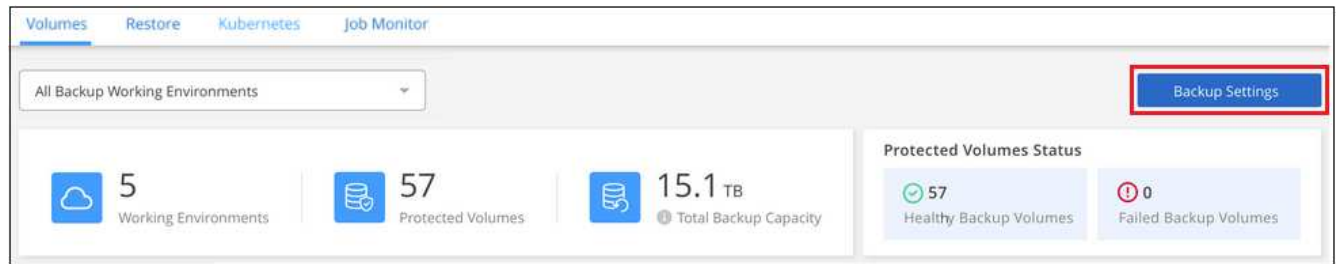 Volumes Restore Kubernetes Job Monitor
All Backup Working Environments
Backup Settings
5
Working Environments
57
Protected Volumes
15.1 TB
Total Backup Capacity
Protected Volumes Status
57
Healthy Backup Volumes
0
Failed Backup Volumes